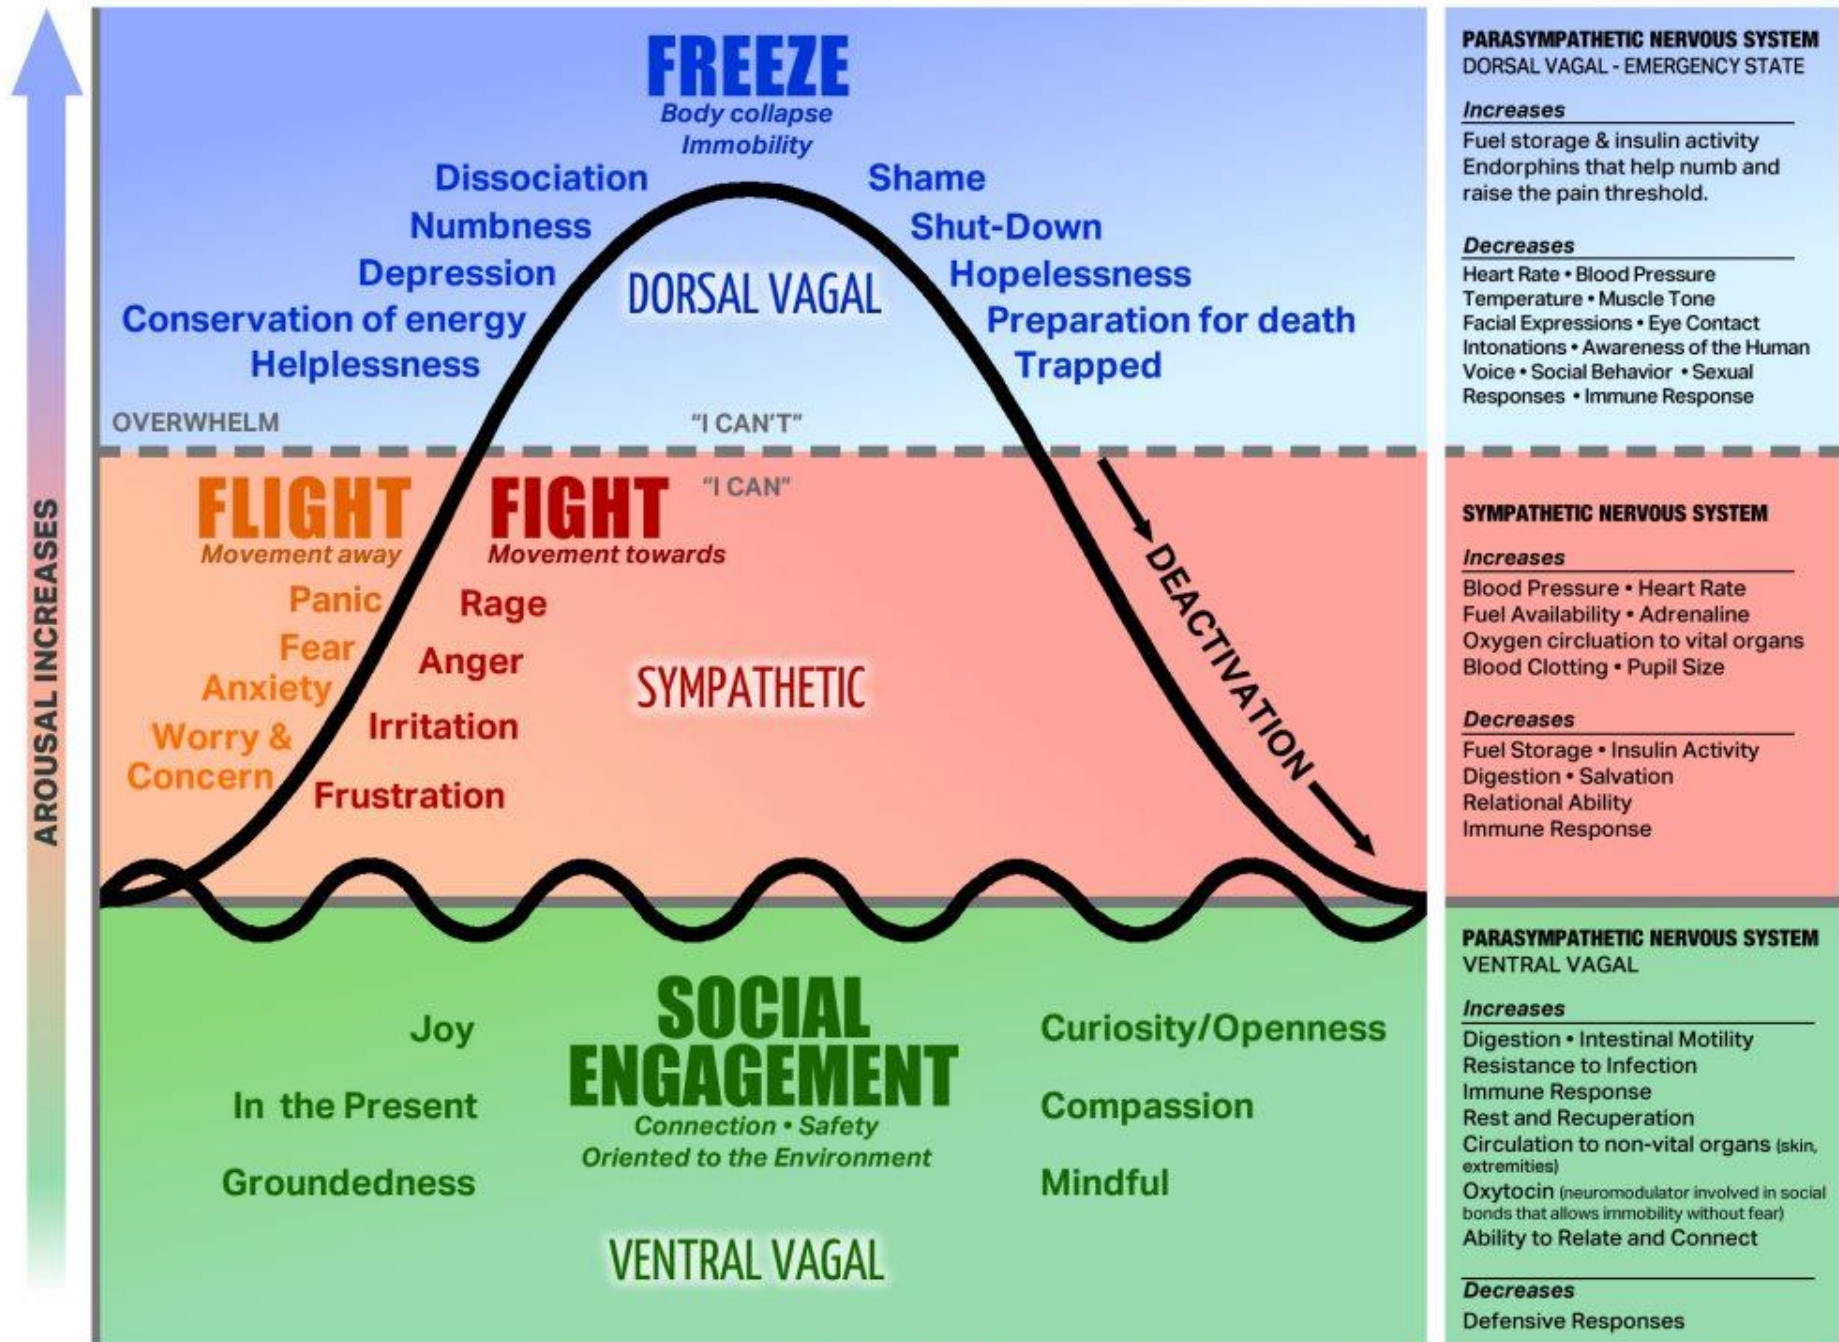 FREEZE
Body collapse
Immobility
Dissociation
Shame
Numbness
Shut-Down
Depression
Hopelessness
DORSAL VAGAL
Conservation of energy
Preparation for death
Helplessness
Trapped
OVERWHELM
"I CAN'T"
AROUSAL INCREASES
FLIGHT
Movement away
Panic
Fear
Anxiety
Worry &
Concern
FIGHT
Movement towards
"I CAN"
Rage
Anger
Irritation
Frustration
SYMPATHETIC
DEACTIVATION
SOCIAL
ENGAGEMENT
Connection • Safety
Oriented to the Environment
Joy
In the Present
Groundedness
Curiosity/Openness
Compassion
Mindful
VENTRAL VAGAL
PARASYMPATHETIC NERVOUS SYSTEM
DORSAL VAGAL - EMERGENCY STATE
Increases
Fuel storage & insulin activity
Endorphins that help numb and
raise the pain threshold.
Decreases
Heart Rate • Blood Pressure
Temperature • Muscle Tone
Facial Expressions • Eye Contact
Intonations • Awareness of the Human
Voice • Social Behavior • Sexual
Responses • Immune Response
SYMPATHETIC NERVOUS SYSTEM
Increases
Blood Pressure • Heart Rate
Fuel Availability • Adrenaline
Oxygen circluation to vital organs
Blood Clotting • Pupil Size
Decreases
Fuel Storage • Insulin Activity
Digestion • Salvation
Relational Ability
Immune Response
PARASYMPATHETIC NERVOUS SYSTEM
VENTRAL VAGAL
Increases
Digestion • Intestinal Motility
Resistance to Infection
Immune Response
Rest and Recuperation
Circulation to non-vital organs (skin,
extremities)
Oxytocin (neuromodulator involved in social
bonds that allows immobility without fear)
Ability to Relate and Connect
Decreases
Defensive Responses